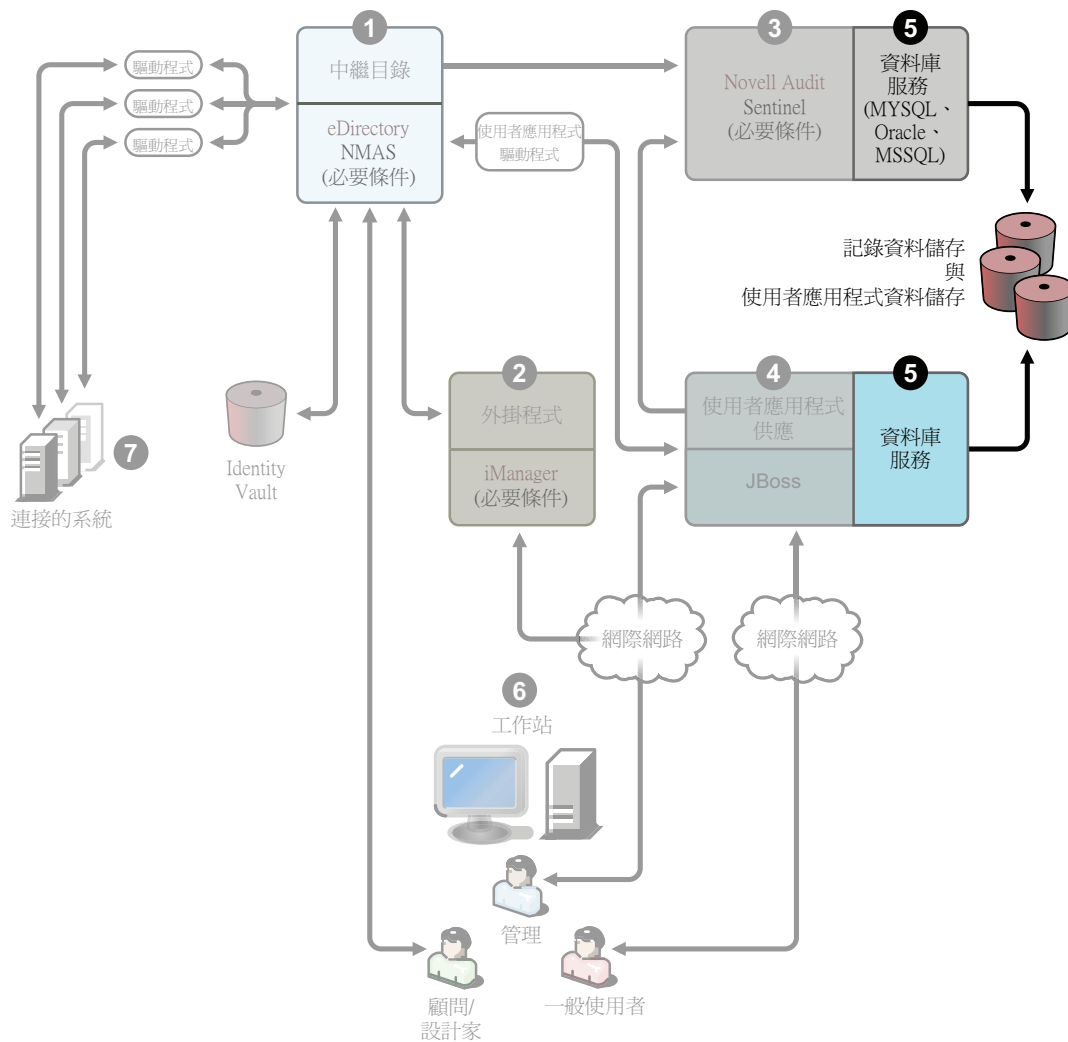 1
中繼目錄
eDirectory
NMAS
(必要條件)
驅動程式
驅動程式
驅動程式
使用者應用程式
驅動程式
3
Novell Audit
Sentinel
(必要條件)
5
資料庫
服務
(MYSQL、
Oracle、
MSSQL)
記錄資料儲存
與
使用者應用程式資料儲存
2
外掛程式
iManager
(必要條件)
4
使用者應用程式
供應
JBoss
5
資料庫
服務
7
連接的系統
Identity
Vault
網際網路
網際網路
6
工作站
管理
顧問/
設計家
一般使用者